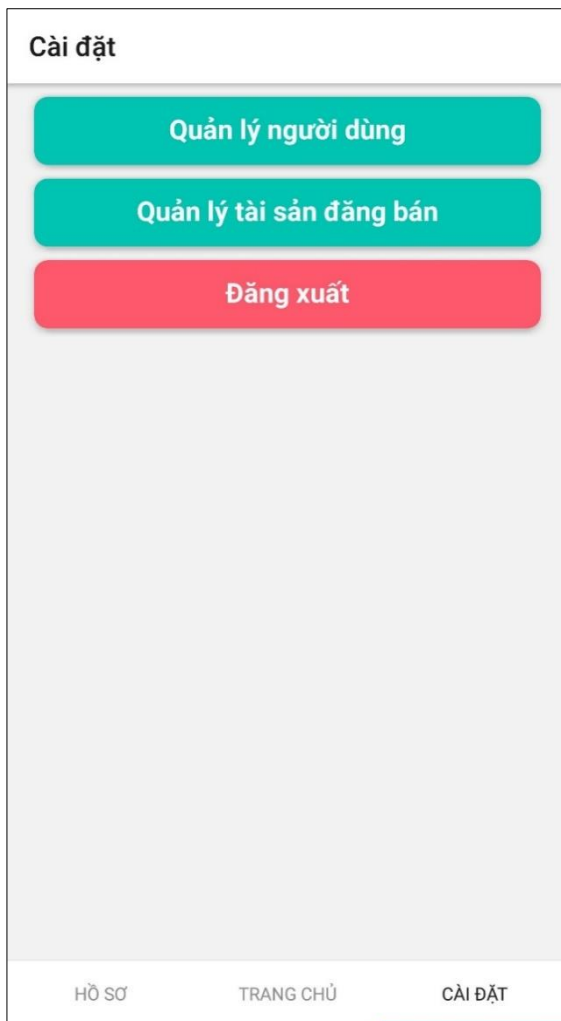 Cài đặt
Quản lý người dùng
Quản lý tài sản đăng bán
Đăng xuất
HỒ SƠ
TRANG CHỦ
CÀI ĐẶT